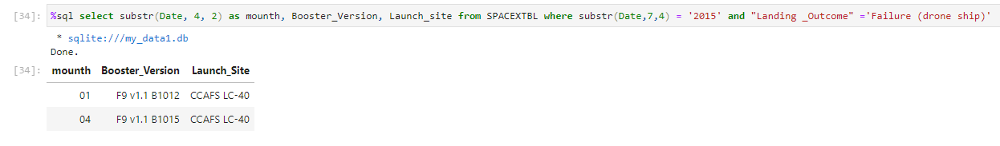 [34]: %sql select substr(Date, 4, 2) as mounth, Booster_Version, Launch_site from SPACEXTBL where substr(Date,7,4) = '2015' and "Landing _Outcome" ='Failure (drone ship)'
* sqlite:///my_data1.db
Done.
[34]: mounth Booster_Version Launch_Site
01 F9 v1.1 B1012 CCAFS LC-40
04 F9 v1.1 B1015 CCAFS LC-40